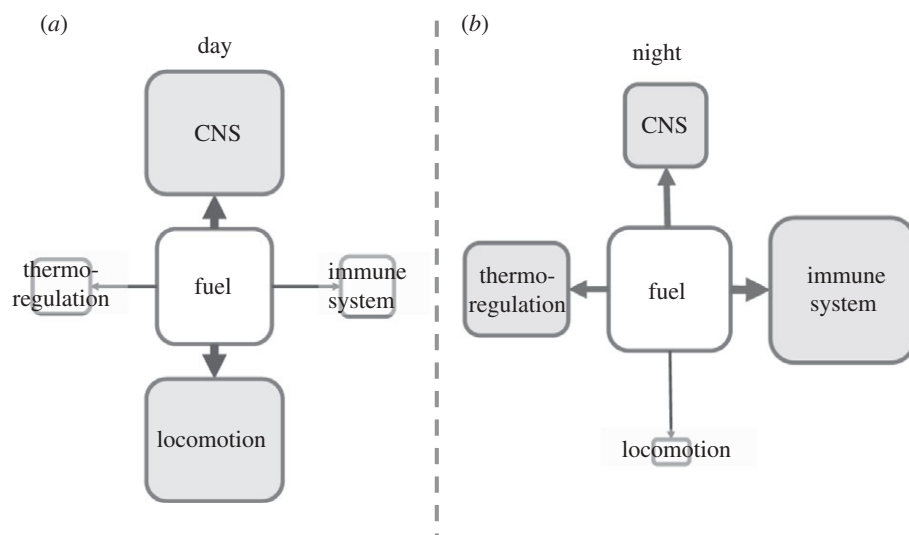 (a)
day
CNS
thermo-
regulation
fuel
immune
system
locomotion
(b)
night
CNS
thermo-
regulation
fuel
immune
system
locomotion